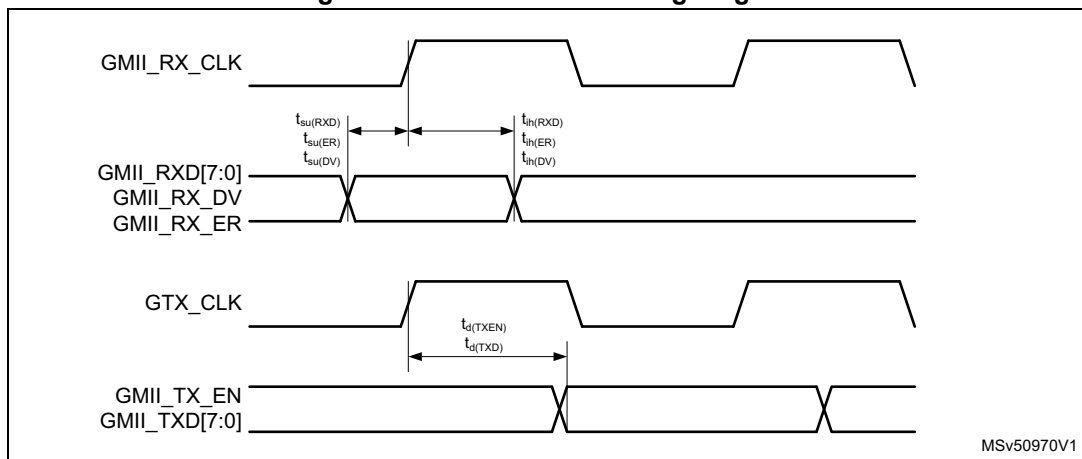 GMII_RX_CLK
tsu(RXD)
tsu(ER)
tsu(DV)
tih(RXD)
tih(ER)
tih(DV)
GMII_RXD[7:0]
GMII_RX_DV
GMII_RX_ER
GTX_CLK
td(TXEN)
td(TXD)
GMII_TX_EN
GMII_TXD[7:0]
MSv50970V1